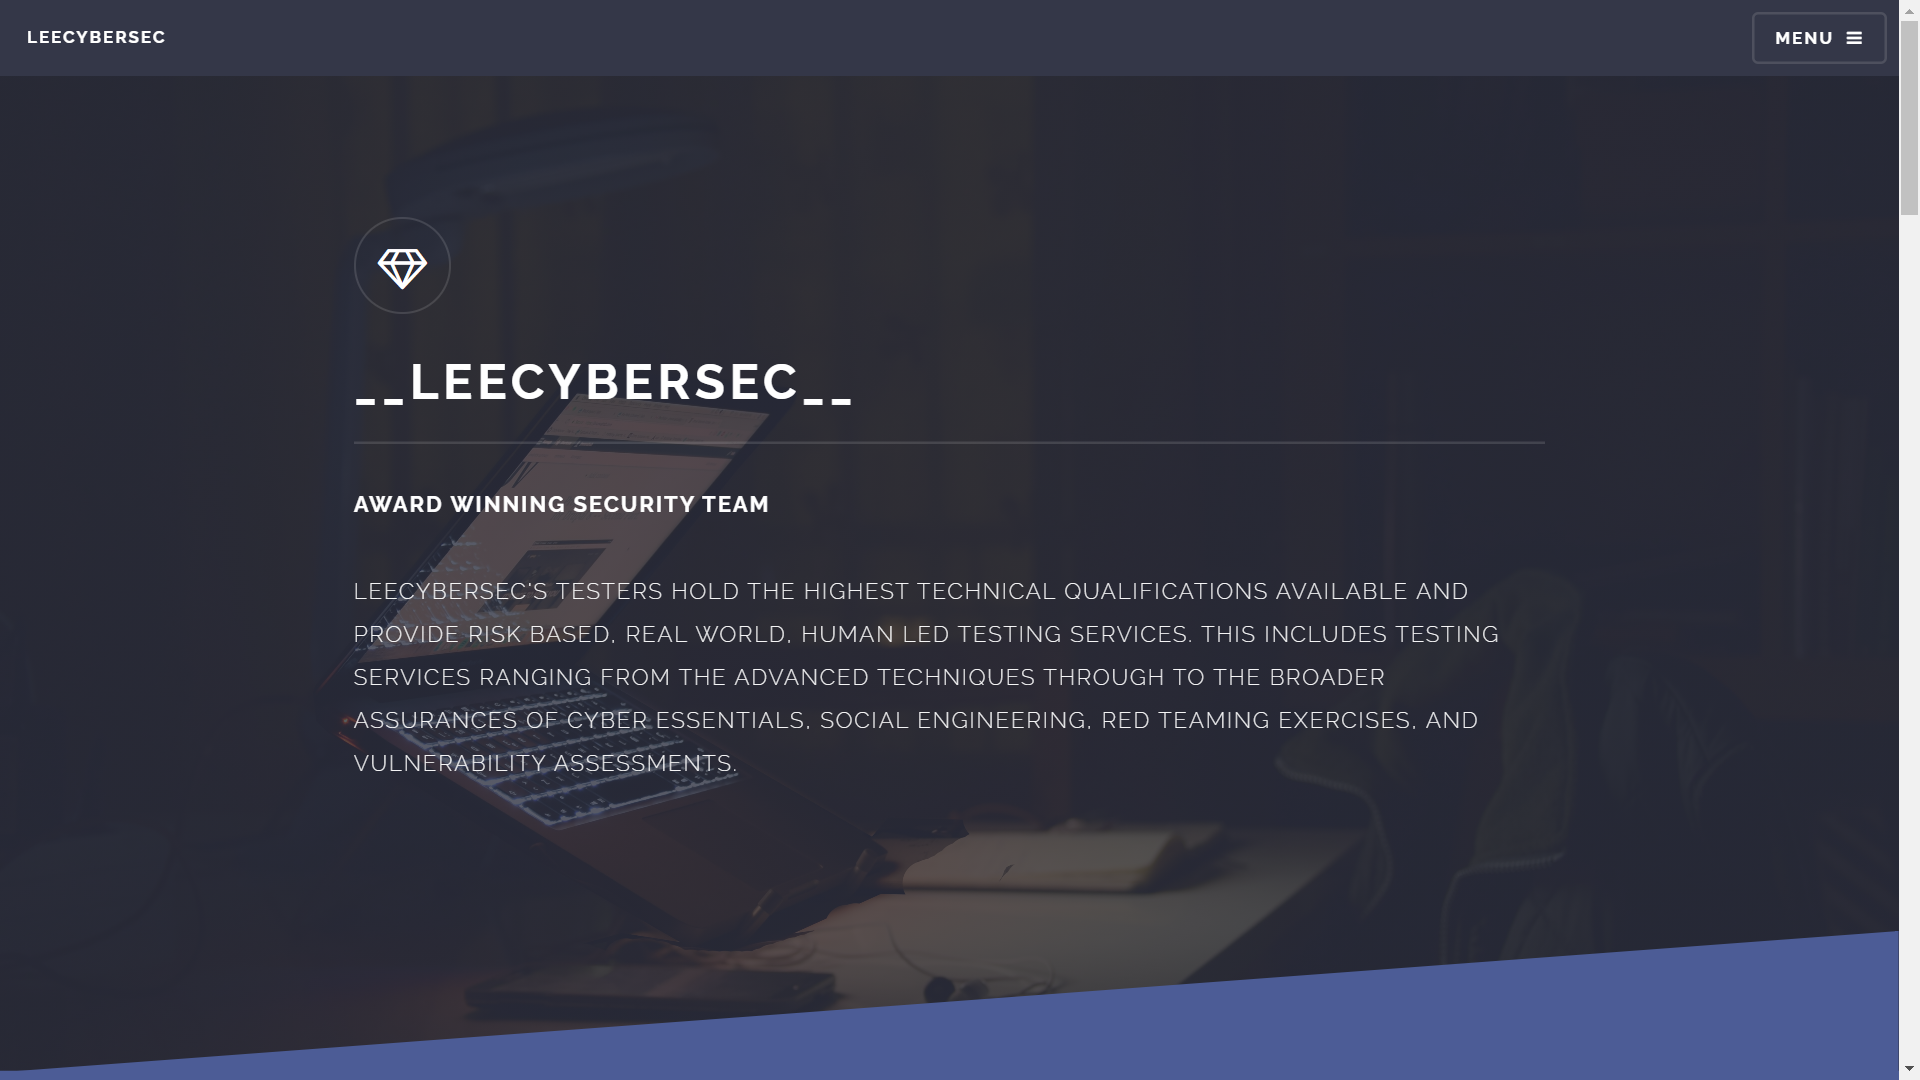 LEECYBERSEC
MENU
__LEECYBERSEC__
AWARD WINNING SECURITY TEAM
LEECYBERSEC'S TESTERS HOLD THE HIGHEST TECHNICAL QUALIFICATIONS AVAILABLE AND
PROVIDE RISK BASED, REAL WORLD, HUMAN LED TESTING SERVICES. THIS INCLUDES TESTING
SERVICES RANGING FROM THE ADVANCED TECHNIQUES THROUGH TO THE BROADER
ASSURANCES OF CYBER ESSENTIALS, SOCIAL ENGINEERING, RED TEAMING EXERCISES, AND
VULNERABILITY ASSESSMENTS.